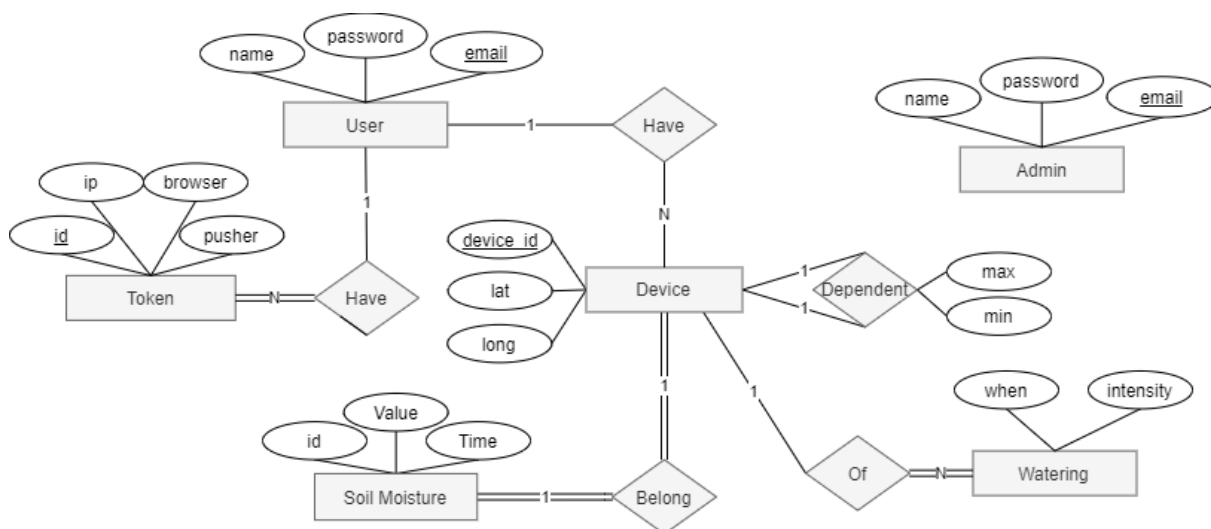 password
name
email
User
1
Have
password
name
email
Admin
ip
browser
id
pusher
Token
N
Have
1
N
device_id
lat
long
Device
1
1
Dependent
max
min
Value
id
Time
Soil Moisture
1
Belong
1
1
Of
N
when
intensity
Watering